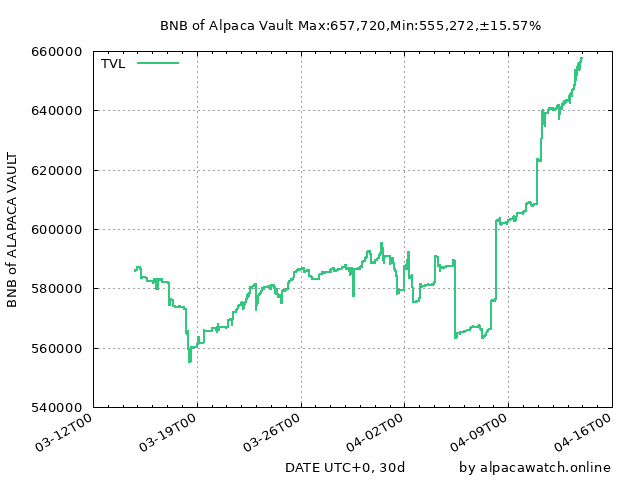 BNB of Alpaca Vault Max:657,720,Min:555,272,±15.57%
660000
TVL
640000
620000
600000
580000
560000
540000
BNB of ALAPACA VAULT
03-12T00
03-19T00
03-26T00
04-02T00
04-09T00
04-16T00
DATE UTC+0, 30d
by alpacawatch.online